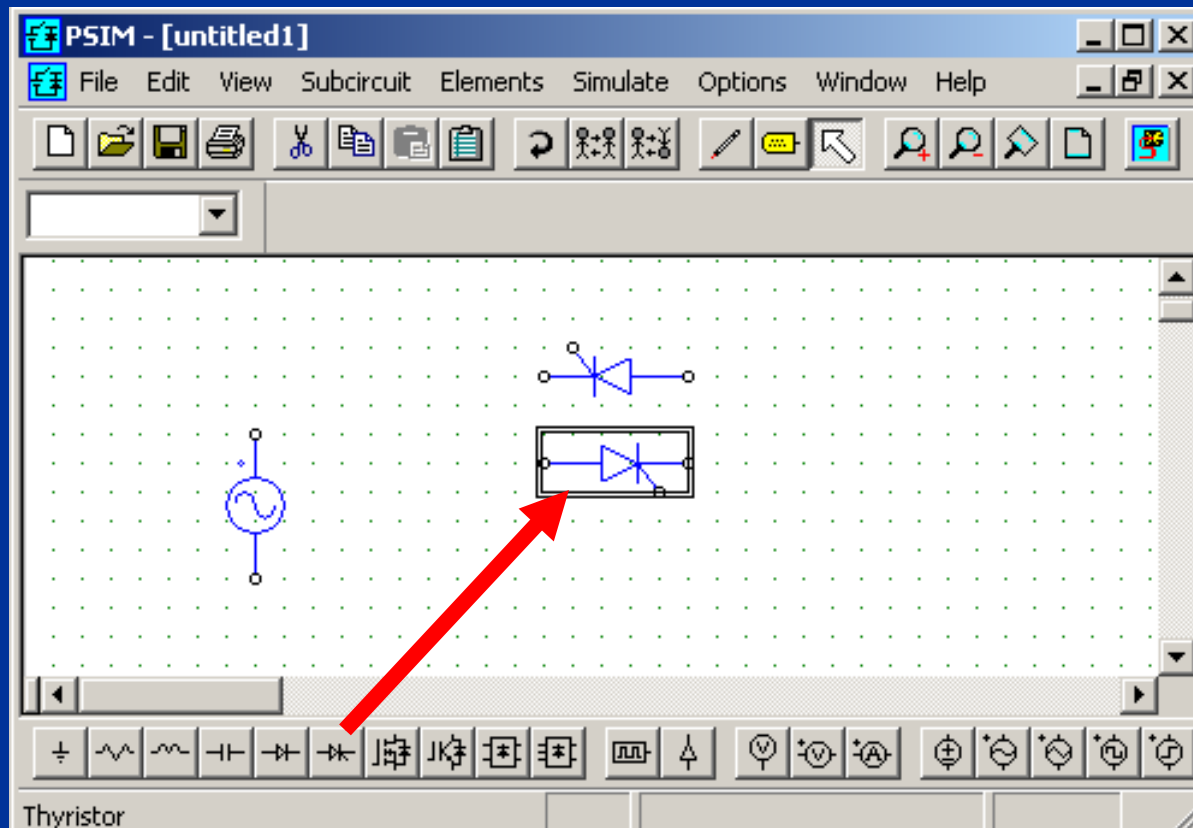 PSIM - [untitled1]
File Edit View Subcircuit Elements Simulate Options Window Help
Thyristor